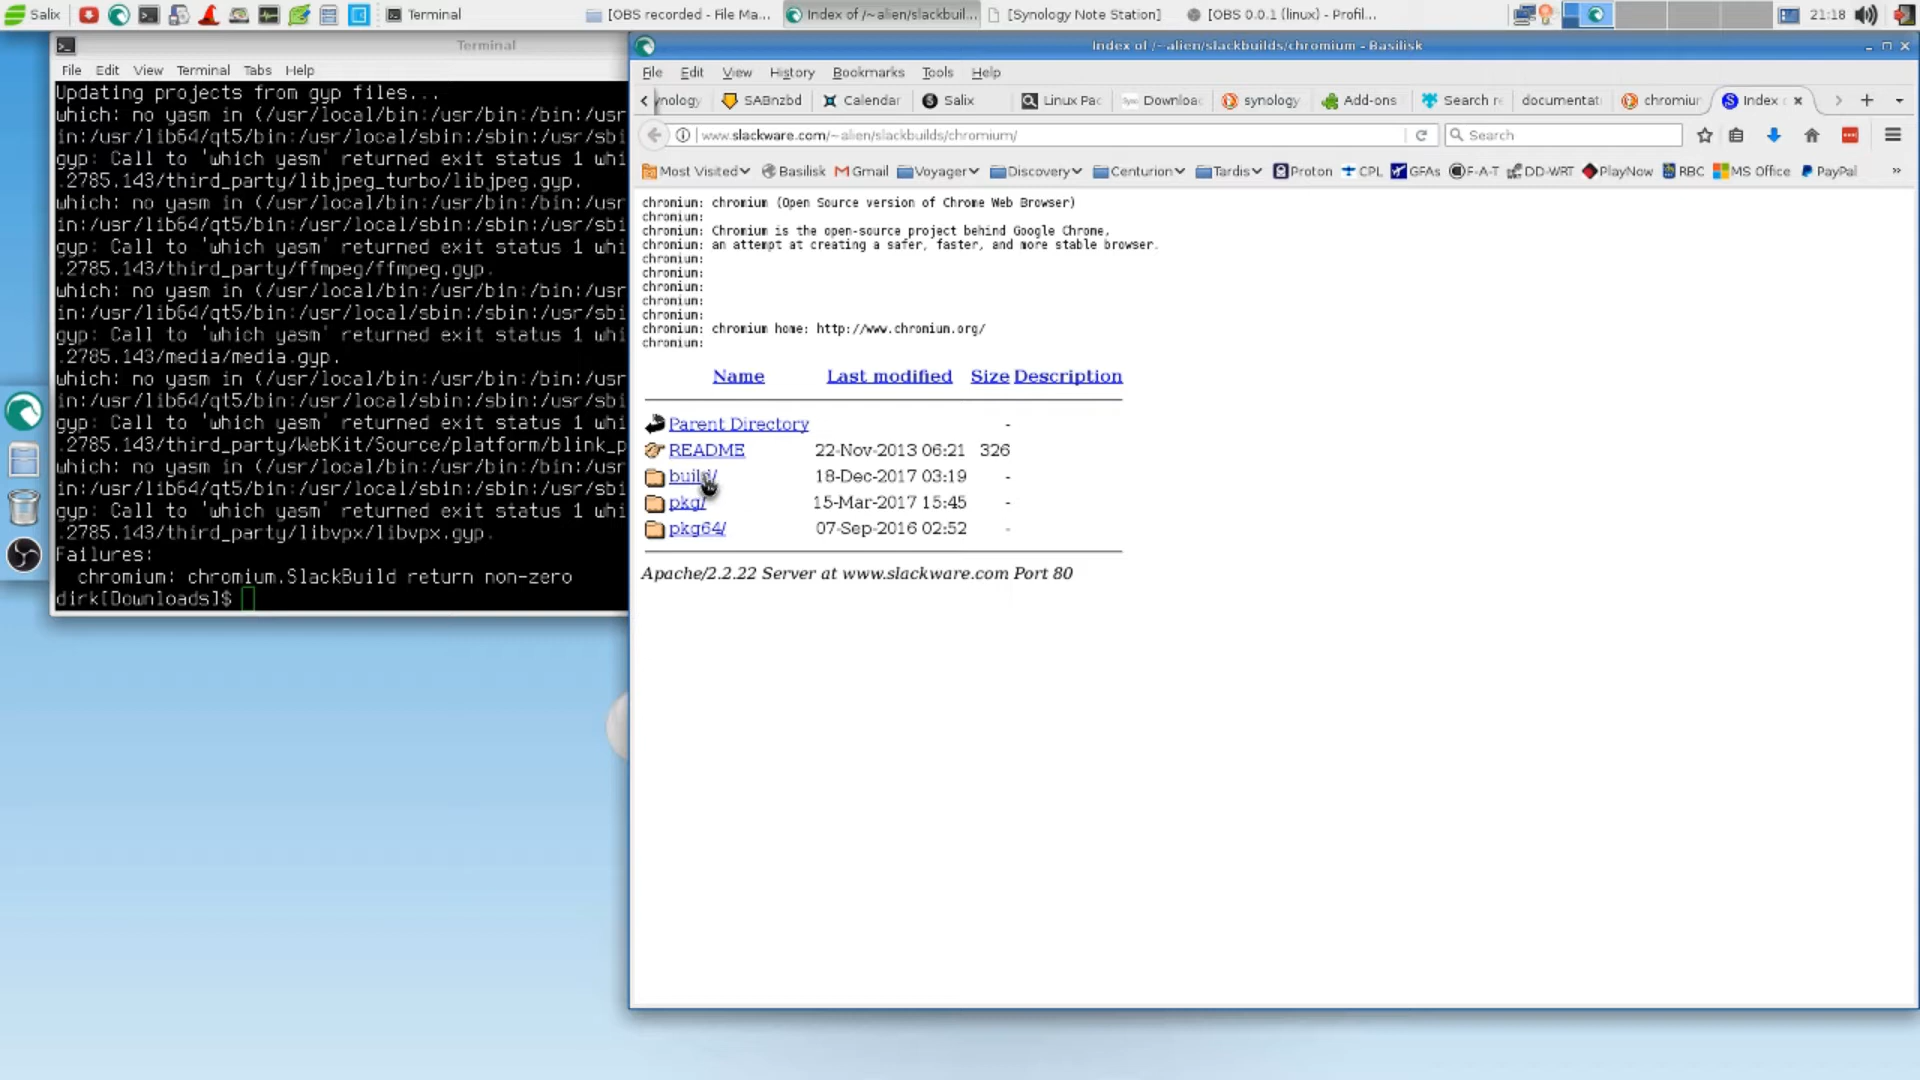 Salix
Terminal
[OBS recorded - File Ma...
Index of /~alien/slackbuil...
[Synology Note Station]
[OBS 0.0.1 (linux) - Profil...
21:18
Terminal
File Edit View Terminal Tabs Help
Updating projects from gyp files...
which: no yasm in (/usr/local/bin:/usr/bin:/bin:/usr
in:/usr/lib64/qt5/bin:/usr/local/sbin:/sbin:/usr/sbi
gyp: Call to 'which yasm' returned exit status 1 whi
.2785.143/third_party/libjpeg_turbo/libjpeg.gyp.
which: no yasm in (/usr/local/bin:/usr/bin:/bin:/usr
in:/usr/lib64/qt5/bin:/usr/local/sbin:/sbin:/usr/sbi
gyp: Call to 'which yasm' returned exit status 1 whi
.2785.143/third_party/ffmpeg/ffmpeg.gyp.
which: no yasm in (/usr/local/bin:/usr/bin:/bin:/usr
in:/usr/lib64/qt5/bin:/usr/local/sbin:/sbin:/usr/sbi
gyp: Call to 'which yasm' returned exit status 1 whi
.2785.143/media/media.gyp.
which: no yasm in (/usr/local/bin:/usr/bin:/bin:/usr
in:/usr/lib64/qt5/bin:/usr/local/sbin:/sbin:/usr/sbi
gyp: Call to 'which yasm' returned exit status 1 whi
.2785.143/third_party/WebKit/Source/platform/blink_p
which: no yasm in (/usr/local/bin:/usr/bin:/bin:/usr
in:/usr/lib64/qt5/bin:/usr/local/sbin:/sbin:/usr/sbi
gyp: Call to 'which yasm' returned exit status 1 whi
.2785.143/third_party/libvpx/libvpx.gyp.
Failures:
chromium: chromium.SlackBuild return non-zero
dirk[Downloads]$
Index of /~alien/slackbuilds/chromium - Basilisk
File Edit View History Bookmarks Tools Help
ynology SABnzbd Calendar Salix Linux Pac Downloa synology Add-ons Search re documentat chromiur Index
www.slackware.com/~alien/slackbuilds/chromium/
Search
Most Visited Basilisk Gmail Voyager Discovery Centurion Tardis Proton CPL GFAs F-A-T DD-WRT PlayNow RBC MS Office PayPal »
chromium: chromium (Open Source version of Chrome Web Browser)
chromium:
chromium: Chromium is the open-source project behind Google Chrome,
chromium: an attempt at creating a safer, faster, and more stable browser.
chromium:
chromium:
chromium:
chromium:
chromium:
chromium: chromium home: http://www.chromium.org/
chromium:
Name Last modified Size Description
Parent Directory -
README 22-Nov-2013 06:21 326
build/ 18-Dec-2017 03:19 -
pkg/ 15-Mar-2017 15:45 -
pkg64/ 07-Sep-2016 02:52 -
Apache/2.2.22 Server at www.slackware.com Port 80